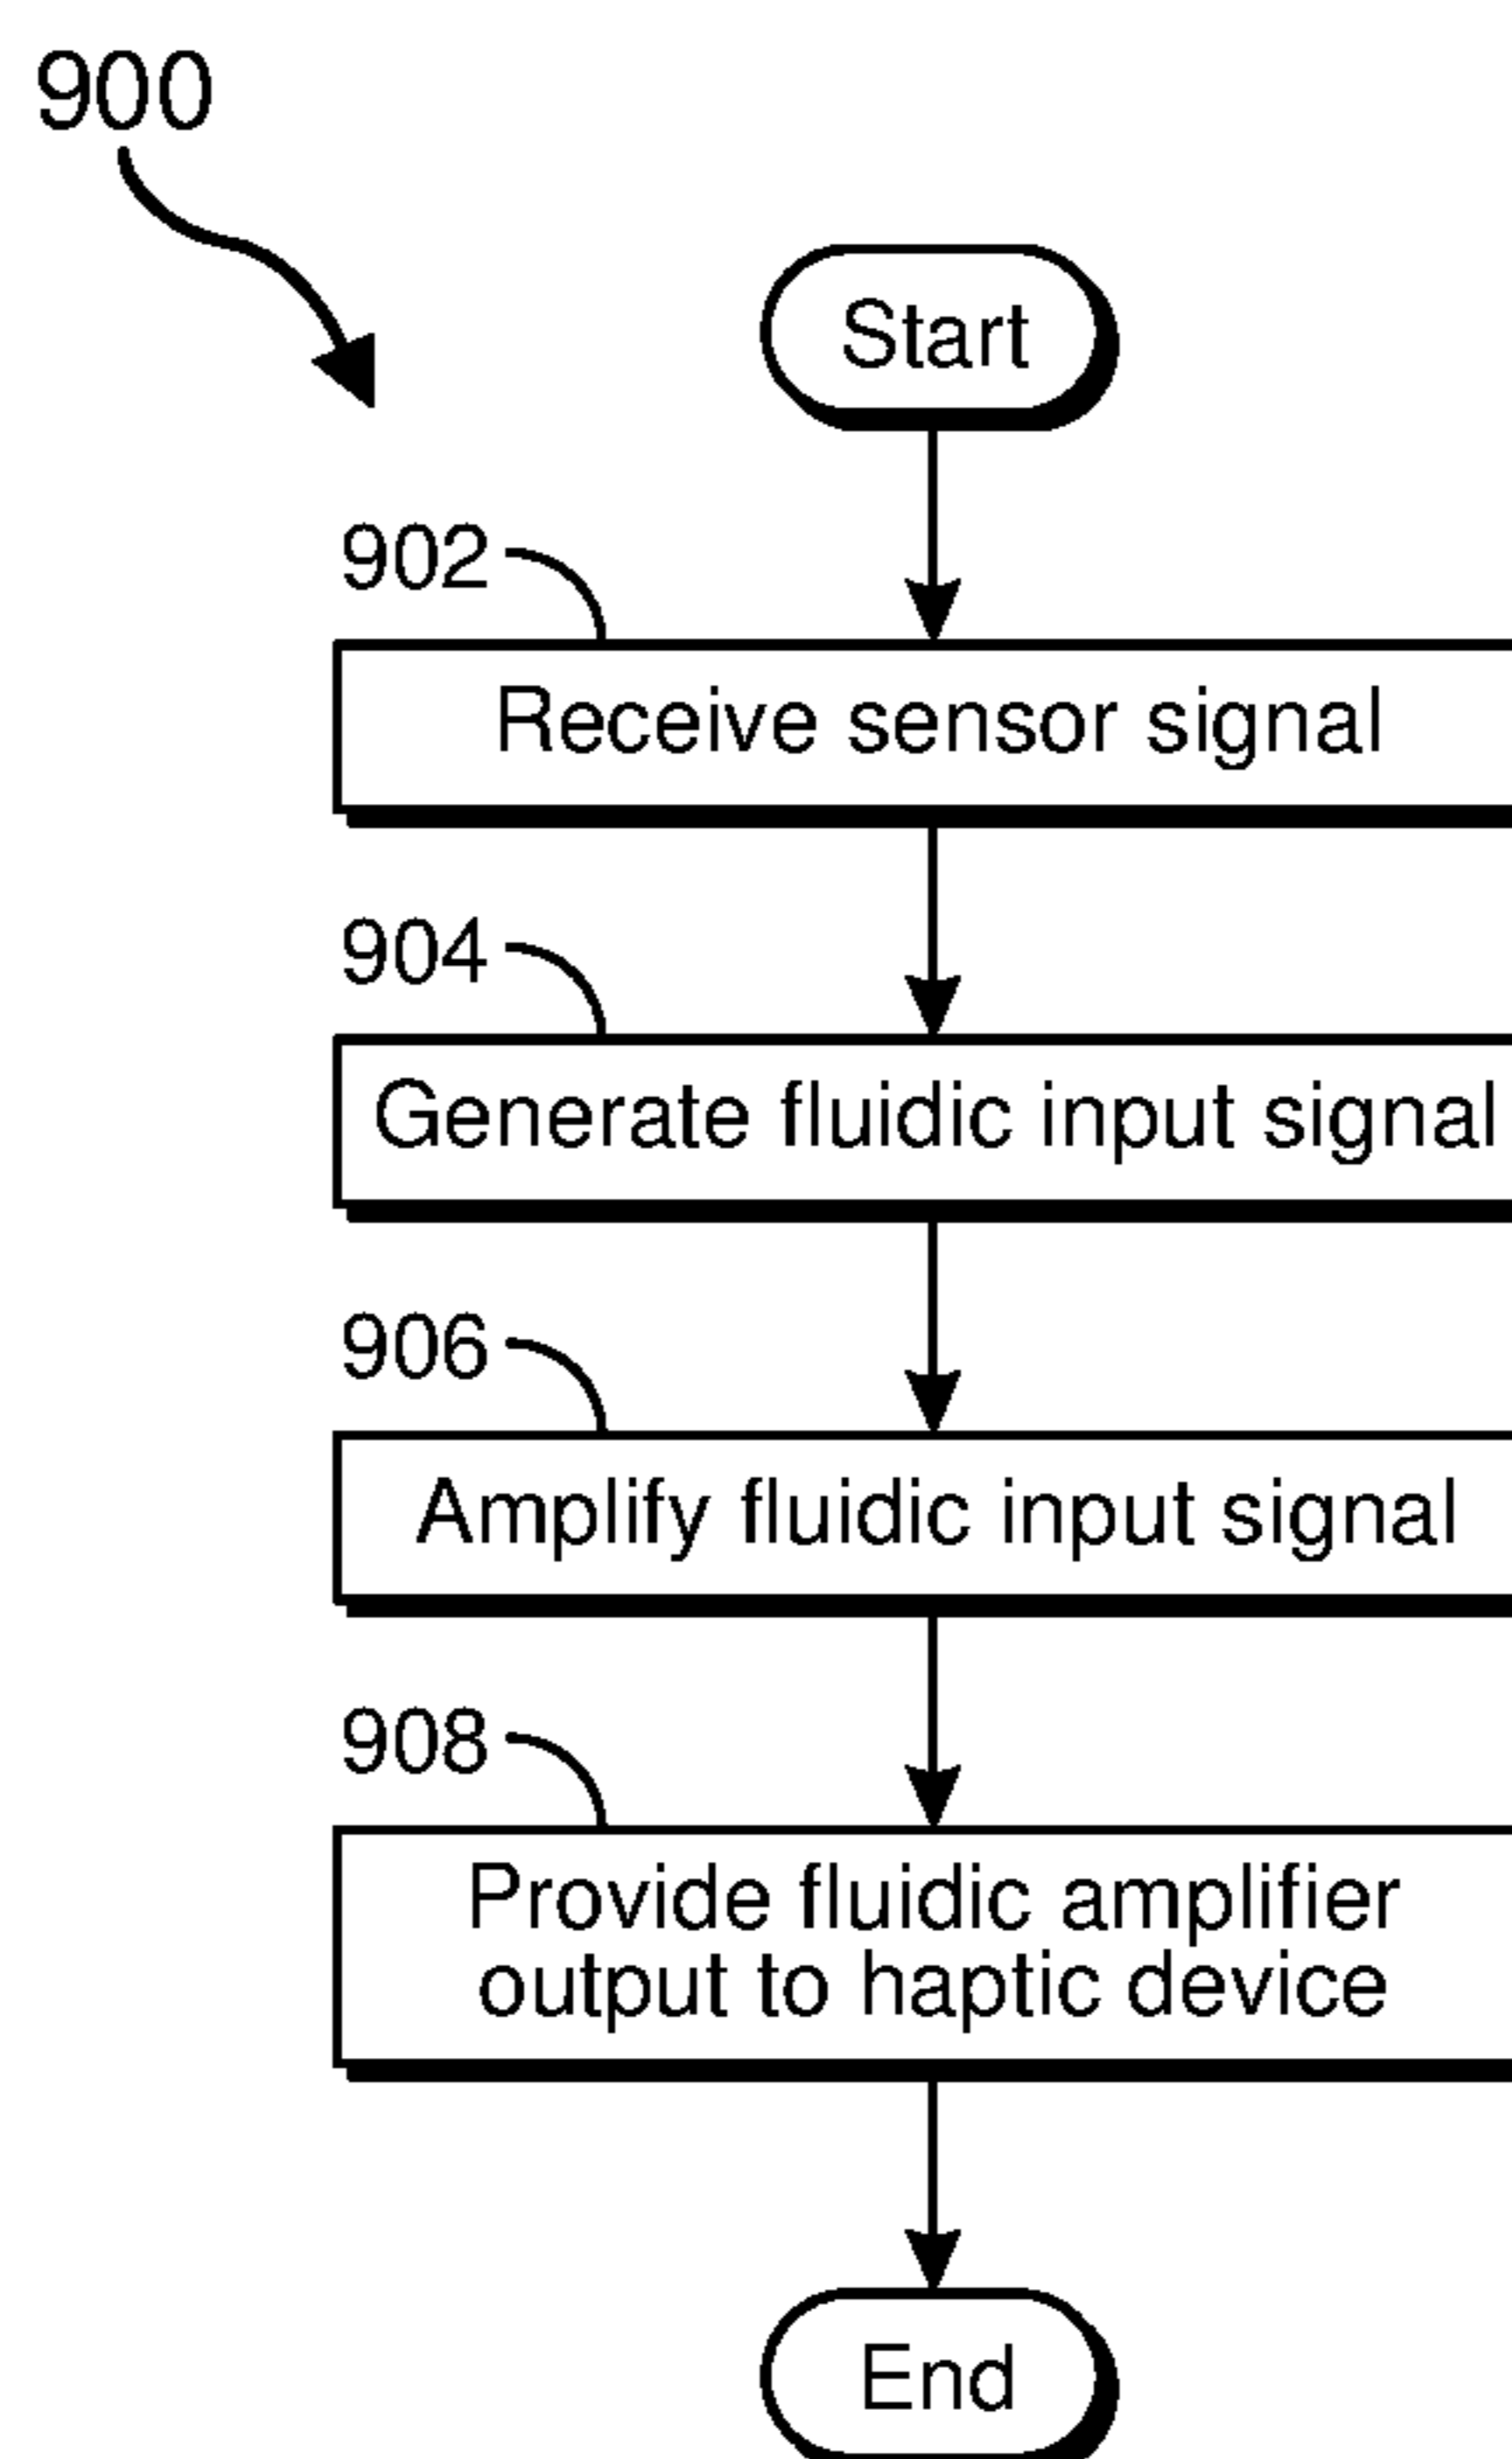 900
Start
902
Receive sensor signal
904
Generate fluidic input signal
906
Amplify fluidic input signal
908
Provide fluidic amplifier
output to haptic device
End